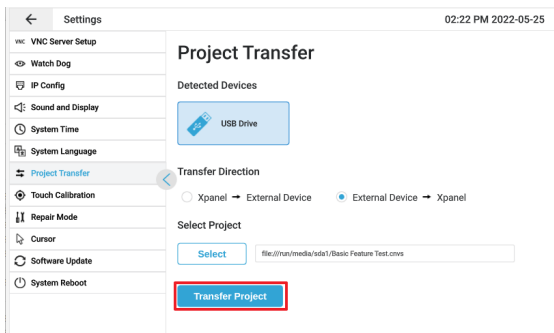 Settings
02:22 PM 2022-05-25
VNC VNC Server Setup
Watch Dog
IP Config
Sound and Display
System Time
System Language
Project Transfer
Touch Calibration
Repair Mode
Cursor
Software Update
System Reboot
Project Transfer
Detected Devices
USB Drive
Transfer Direction
Xpanel → External Device
External Device → Xpanel
Select Project
Select
file:///run/media/sda1/Basic Feature Test.cnvs
Transfer Project